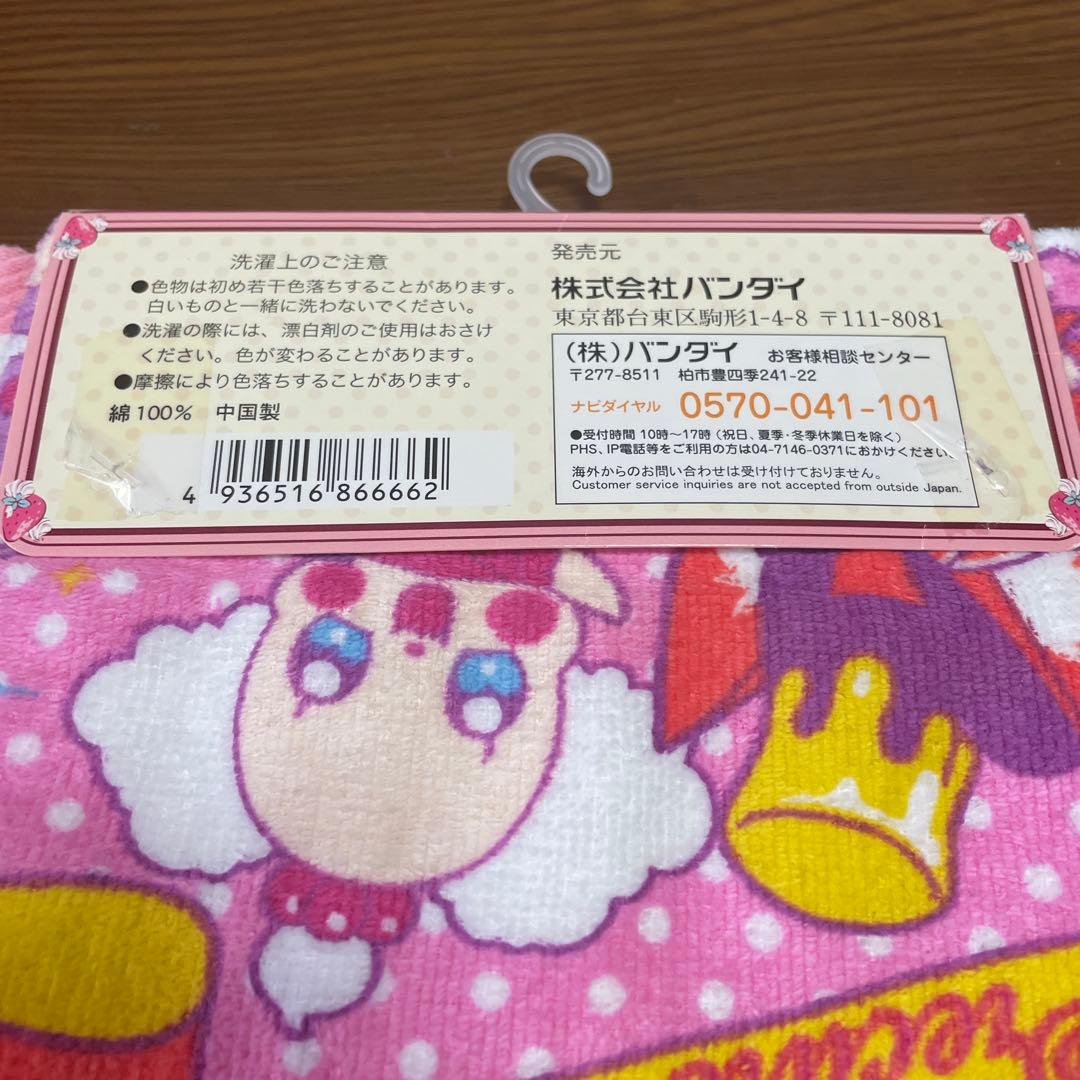 洗濯上のご注意
●色物は初め若干色落ちすることがあります。
白いものと一緒に洗わないでください。
●洗濯の際には、漂白剤のご使用はおさけ
ください。色が変わることがあります。
●摩擦により色落ちすることがあります。
綿100% 中国製
4 936516 866662
発売元
株式会社バンダイ
東京都台東区駒形1-4-8 〒111-8081
(株)バンダイ お客様相談センター
〒277-8511 柏市豊四季241-22
ナビダイヤル 0570-041-101
●受付時間 10時~17時 (祝日、夏季・冬季休業日を除く)
PHS、IP電話等をご利用の方は04-7146-0371におかけください。
海外からのお問い合わせは受け付けておりません。
Customer service inquiries are not accepted from outside Japan.